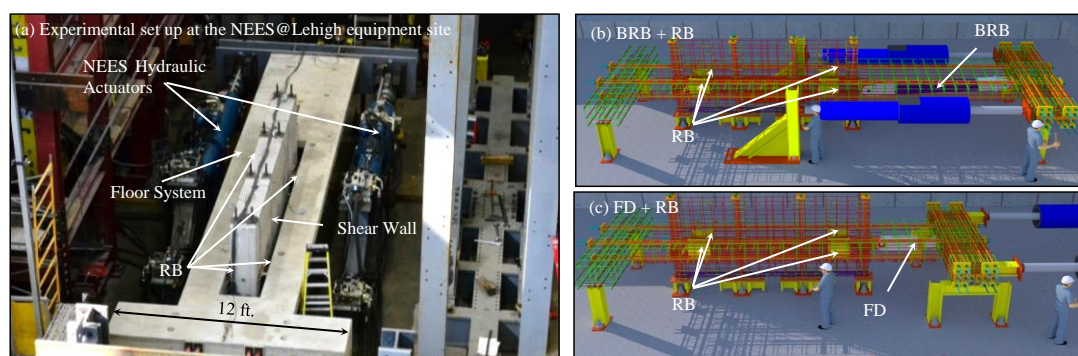 (a) Experimental set up at the NEES@Lehigh equipment site
NEES Hydraulic
Actuators
Floor System
Shear Wall
RB
12 ft.
(b) BRB + RB
BRB
RB
(c) FD + RB
RB
FD